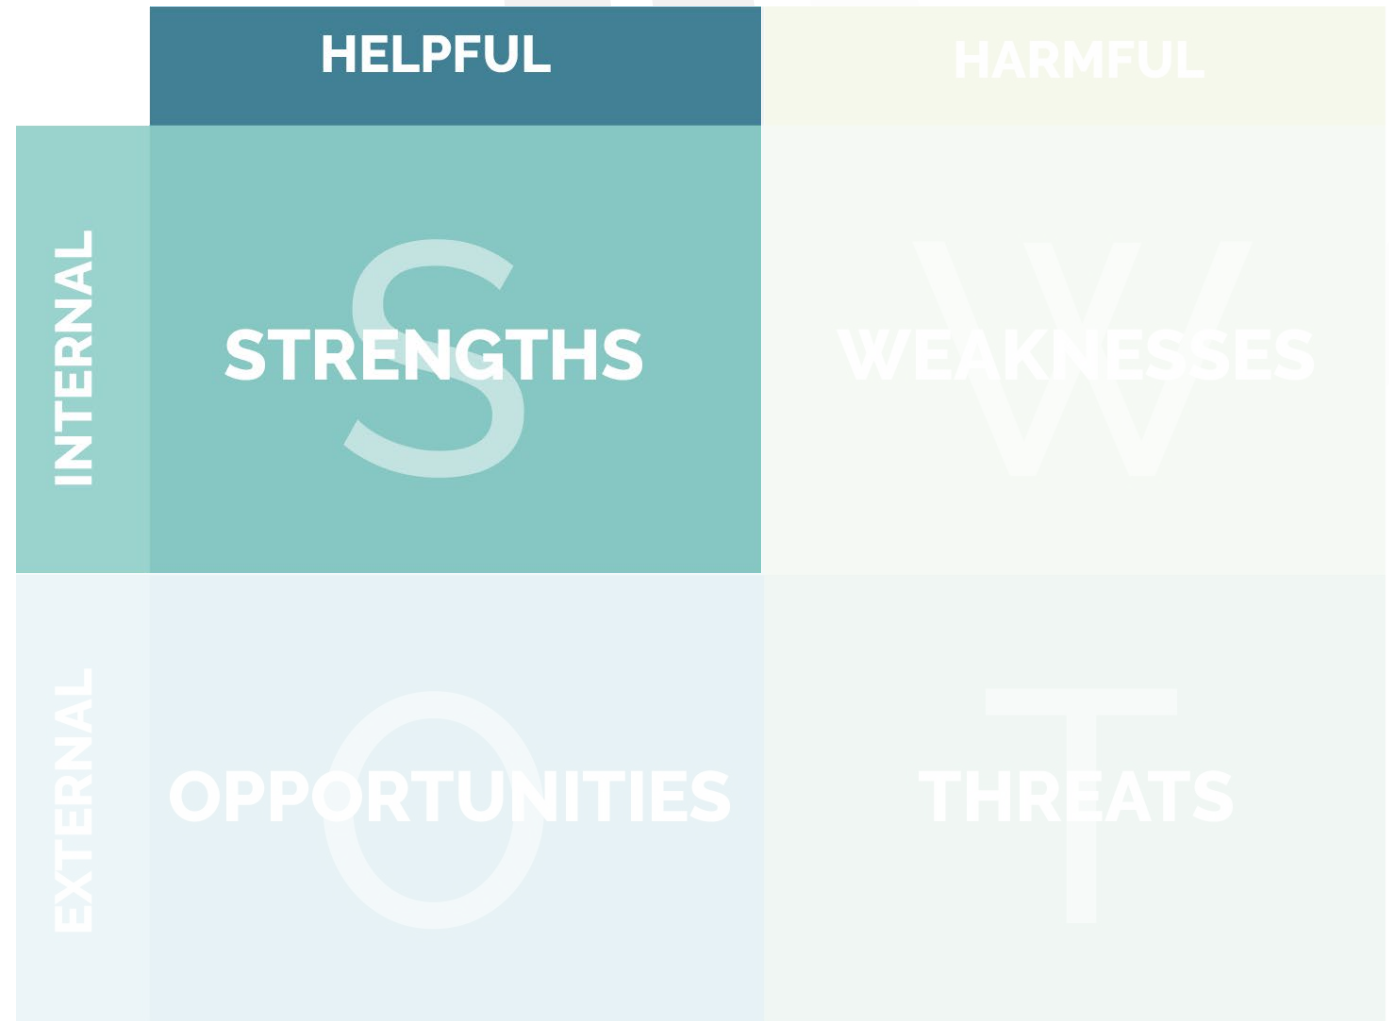 HELPFUL
HARMFUL
INTERNAL
S
STRENGTHS
W
WEAKNESSES
EXTERNAL
O
OPPORTUNITIES
T
THREATS